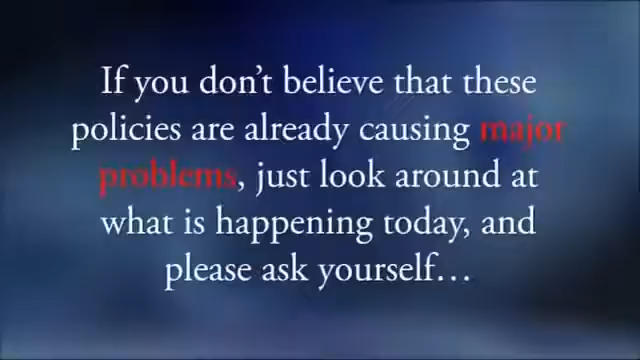 If you don’t believe that these
policies are already causing major
problems, just look around at
what is happening today, and
please ask yourself…